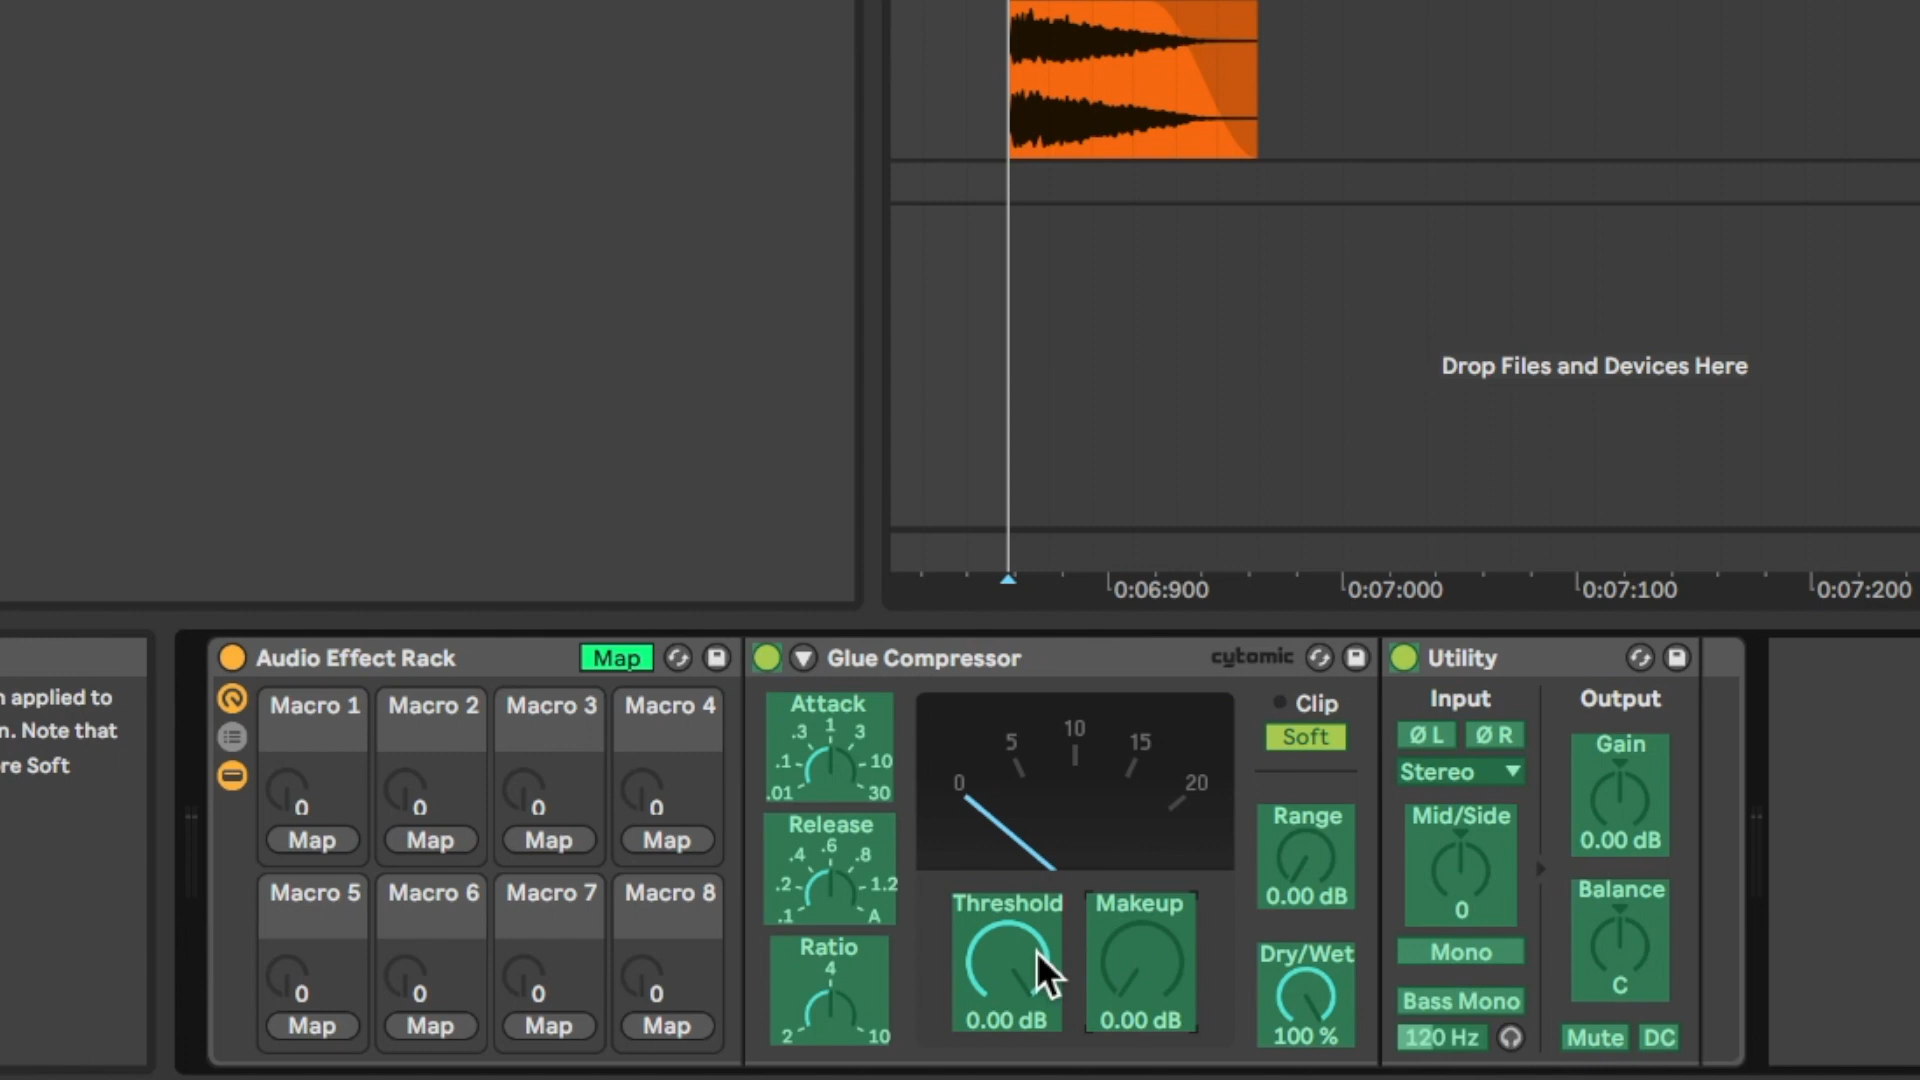 Drop Files and Devices Here
0:06:900
0:07:000
0:07:100
0:07:200
applied to
n. Note that
re Soft
Audio Effect Rack
Map
Macro 1
Macro 2
Macro 3
Macro 4
0
0
0
0
Map
Map
Map
Map
Macro 5
Macro 6
Macro 7
Macro 8
0
0
0
0
Map
Map
Map
Map
Glue Compressor
cytomic
Attack
.01
.1
.3
1
3
10
30
Release
.1
.2
.4
.6
.8
1.2
A
Ratio
2
4
10
0
5
10
15
20
Threshold
0.00 dB
Makeup
0.00 dB
Clip
Soft
Range
0.00 dB
Dry/Wet
100 %
Utility
Input
Ø L
Ø R
Stereo
Mid/Side
0
Mono
Bass Mono
120 Hz
Output
Gain
0.00 dB
Balance
C
Mute
DC